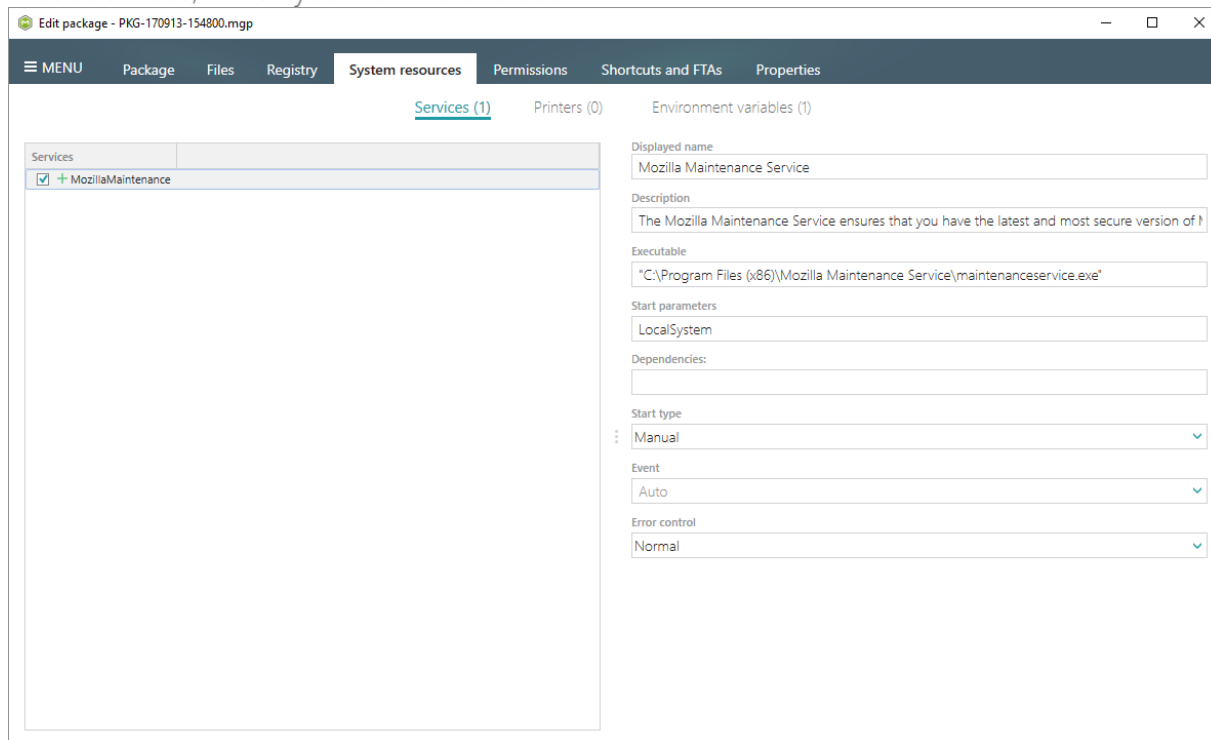 Edit package - PKG-170913-154800.mgp
MENU Package Files Registry System resources Permissions Shortcuts and FTAs Properties
Services (1) Printers (0) Environment variables (1)
Services
MozillaMaintenance
Displayed name
Mozilla Maintenance Service
Description
The Mozilla Maintenance Service ensures that you have the latest and most secure version of
Executable
"C:\Program Files (x86)\Mozilla Maintenance Service\maintenanceservice.exe"
Start parameters
LocalSystem
Dependencies:
Start type
Manual
Event
Auto
Error control
Normal